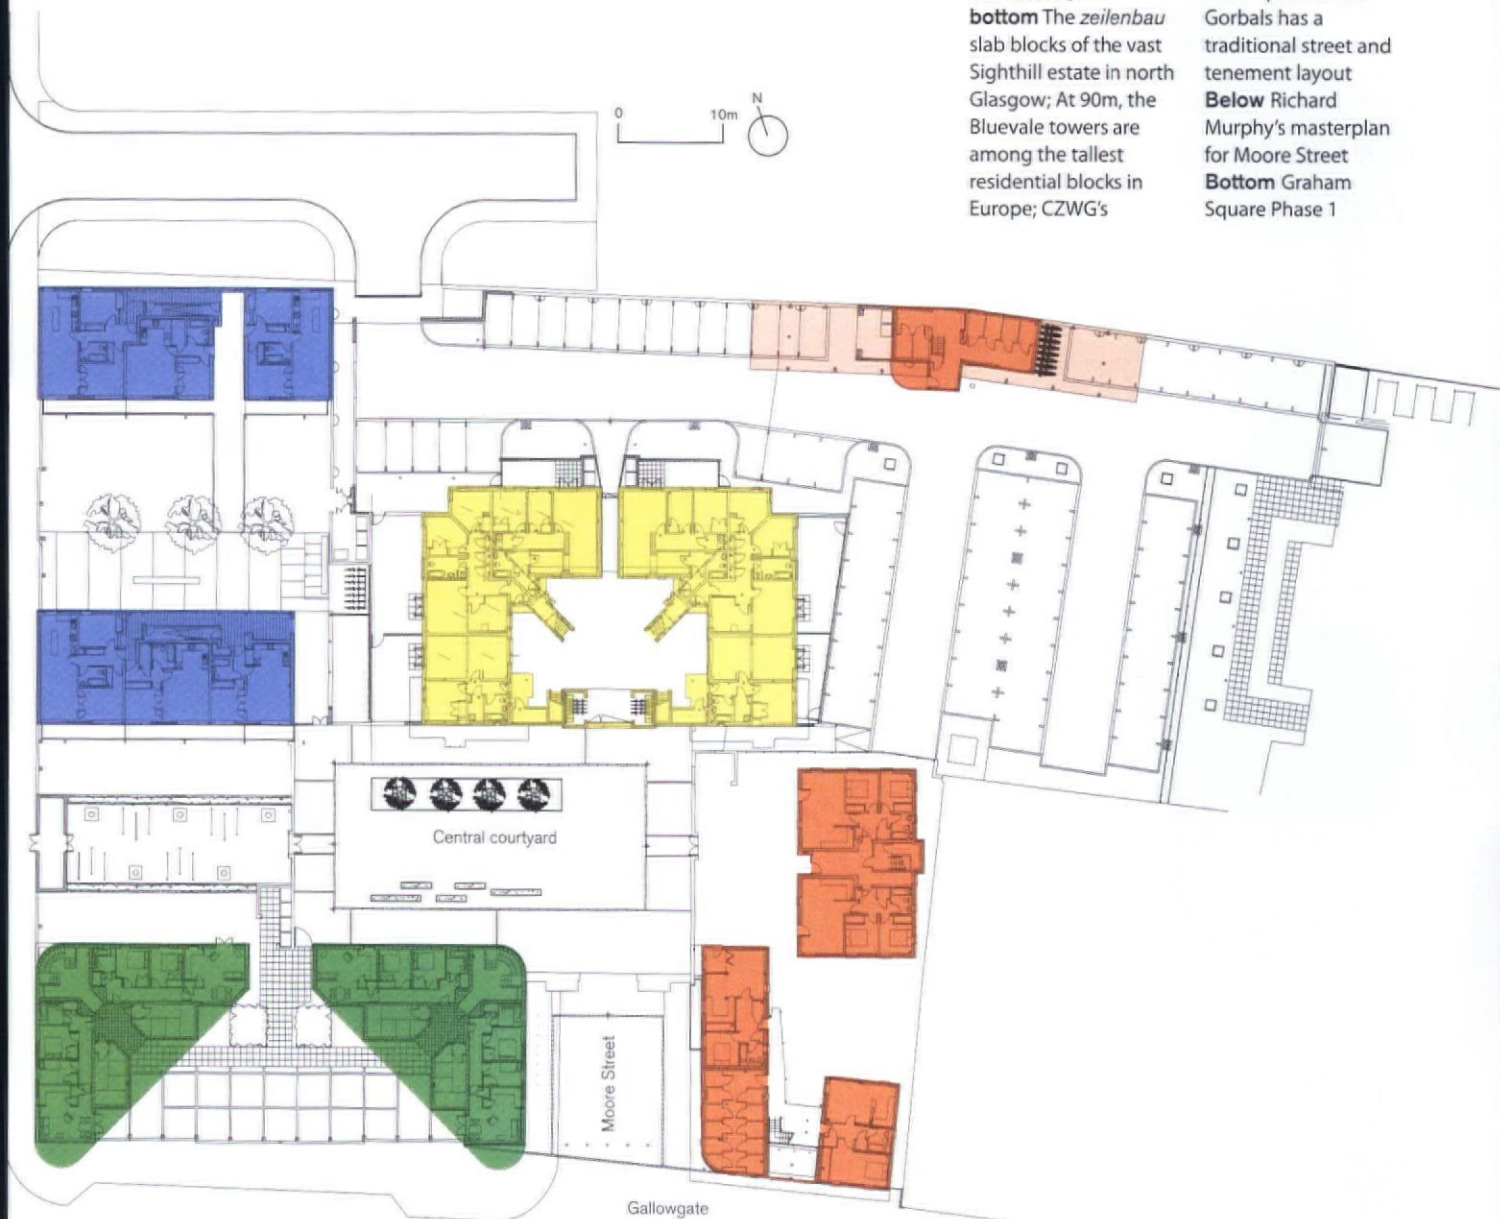 bottom The zeilenbau
slab blocks of the vast
Sighthill estate in north
Glasgow; At 90m, the
Bluevale towers are
among the tallest
residential blocks in
Europe; CZWG's
Gorbals has a
traditional street and
tenement layout
Below Richard
Murphy's masterplan
for Moore Street
Bottom Graham
Square Phase 1
0 10m
N
Central courtyard
Moore Street
Gallowgate